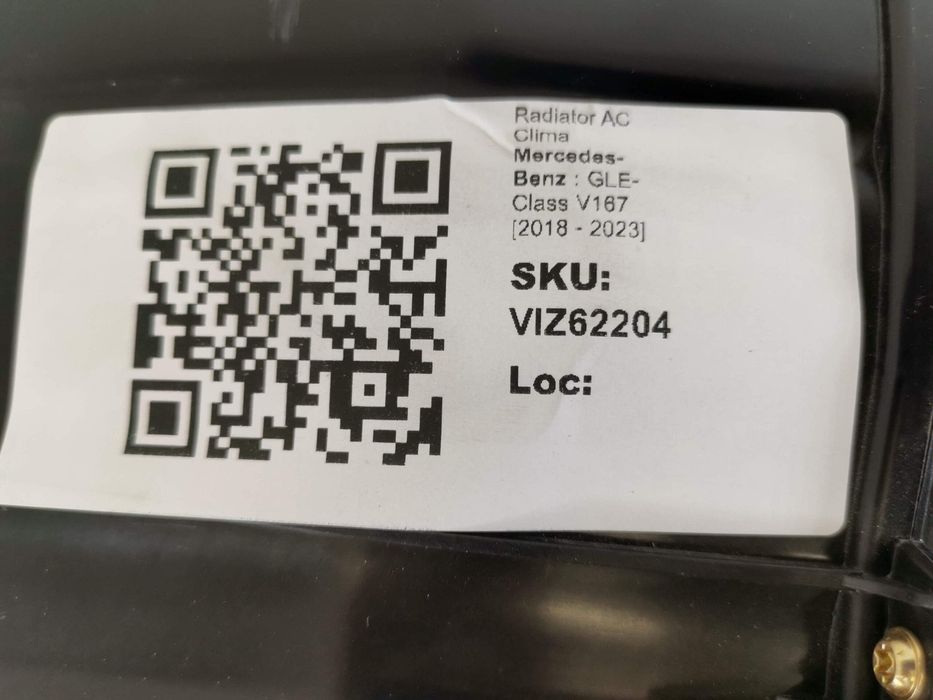 Radiator AC
Clima
Mercedes-
Benz : GLE-
Class V167
[2018 - 2023]
SKU:
VIZ62204
Loc: